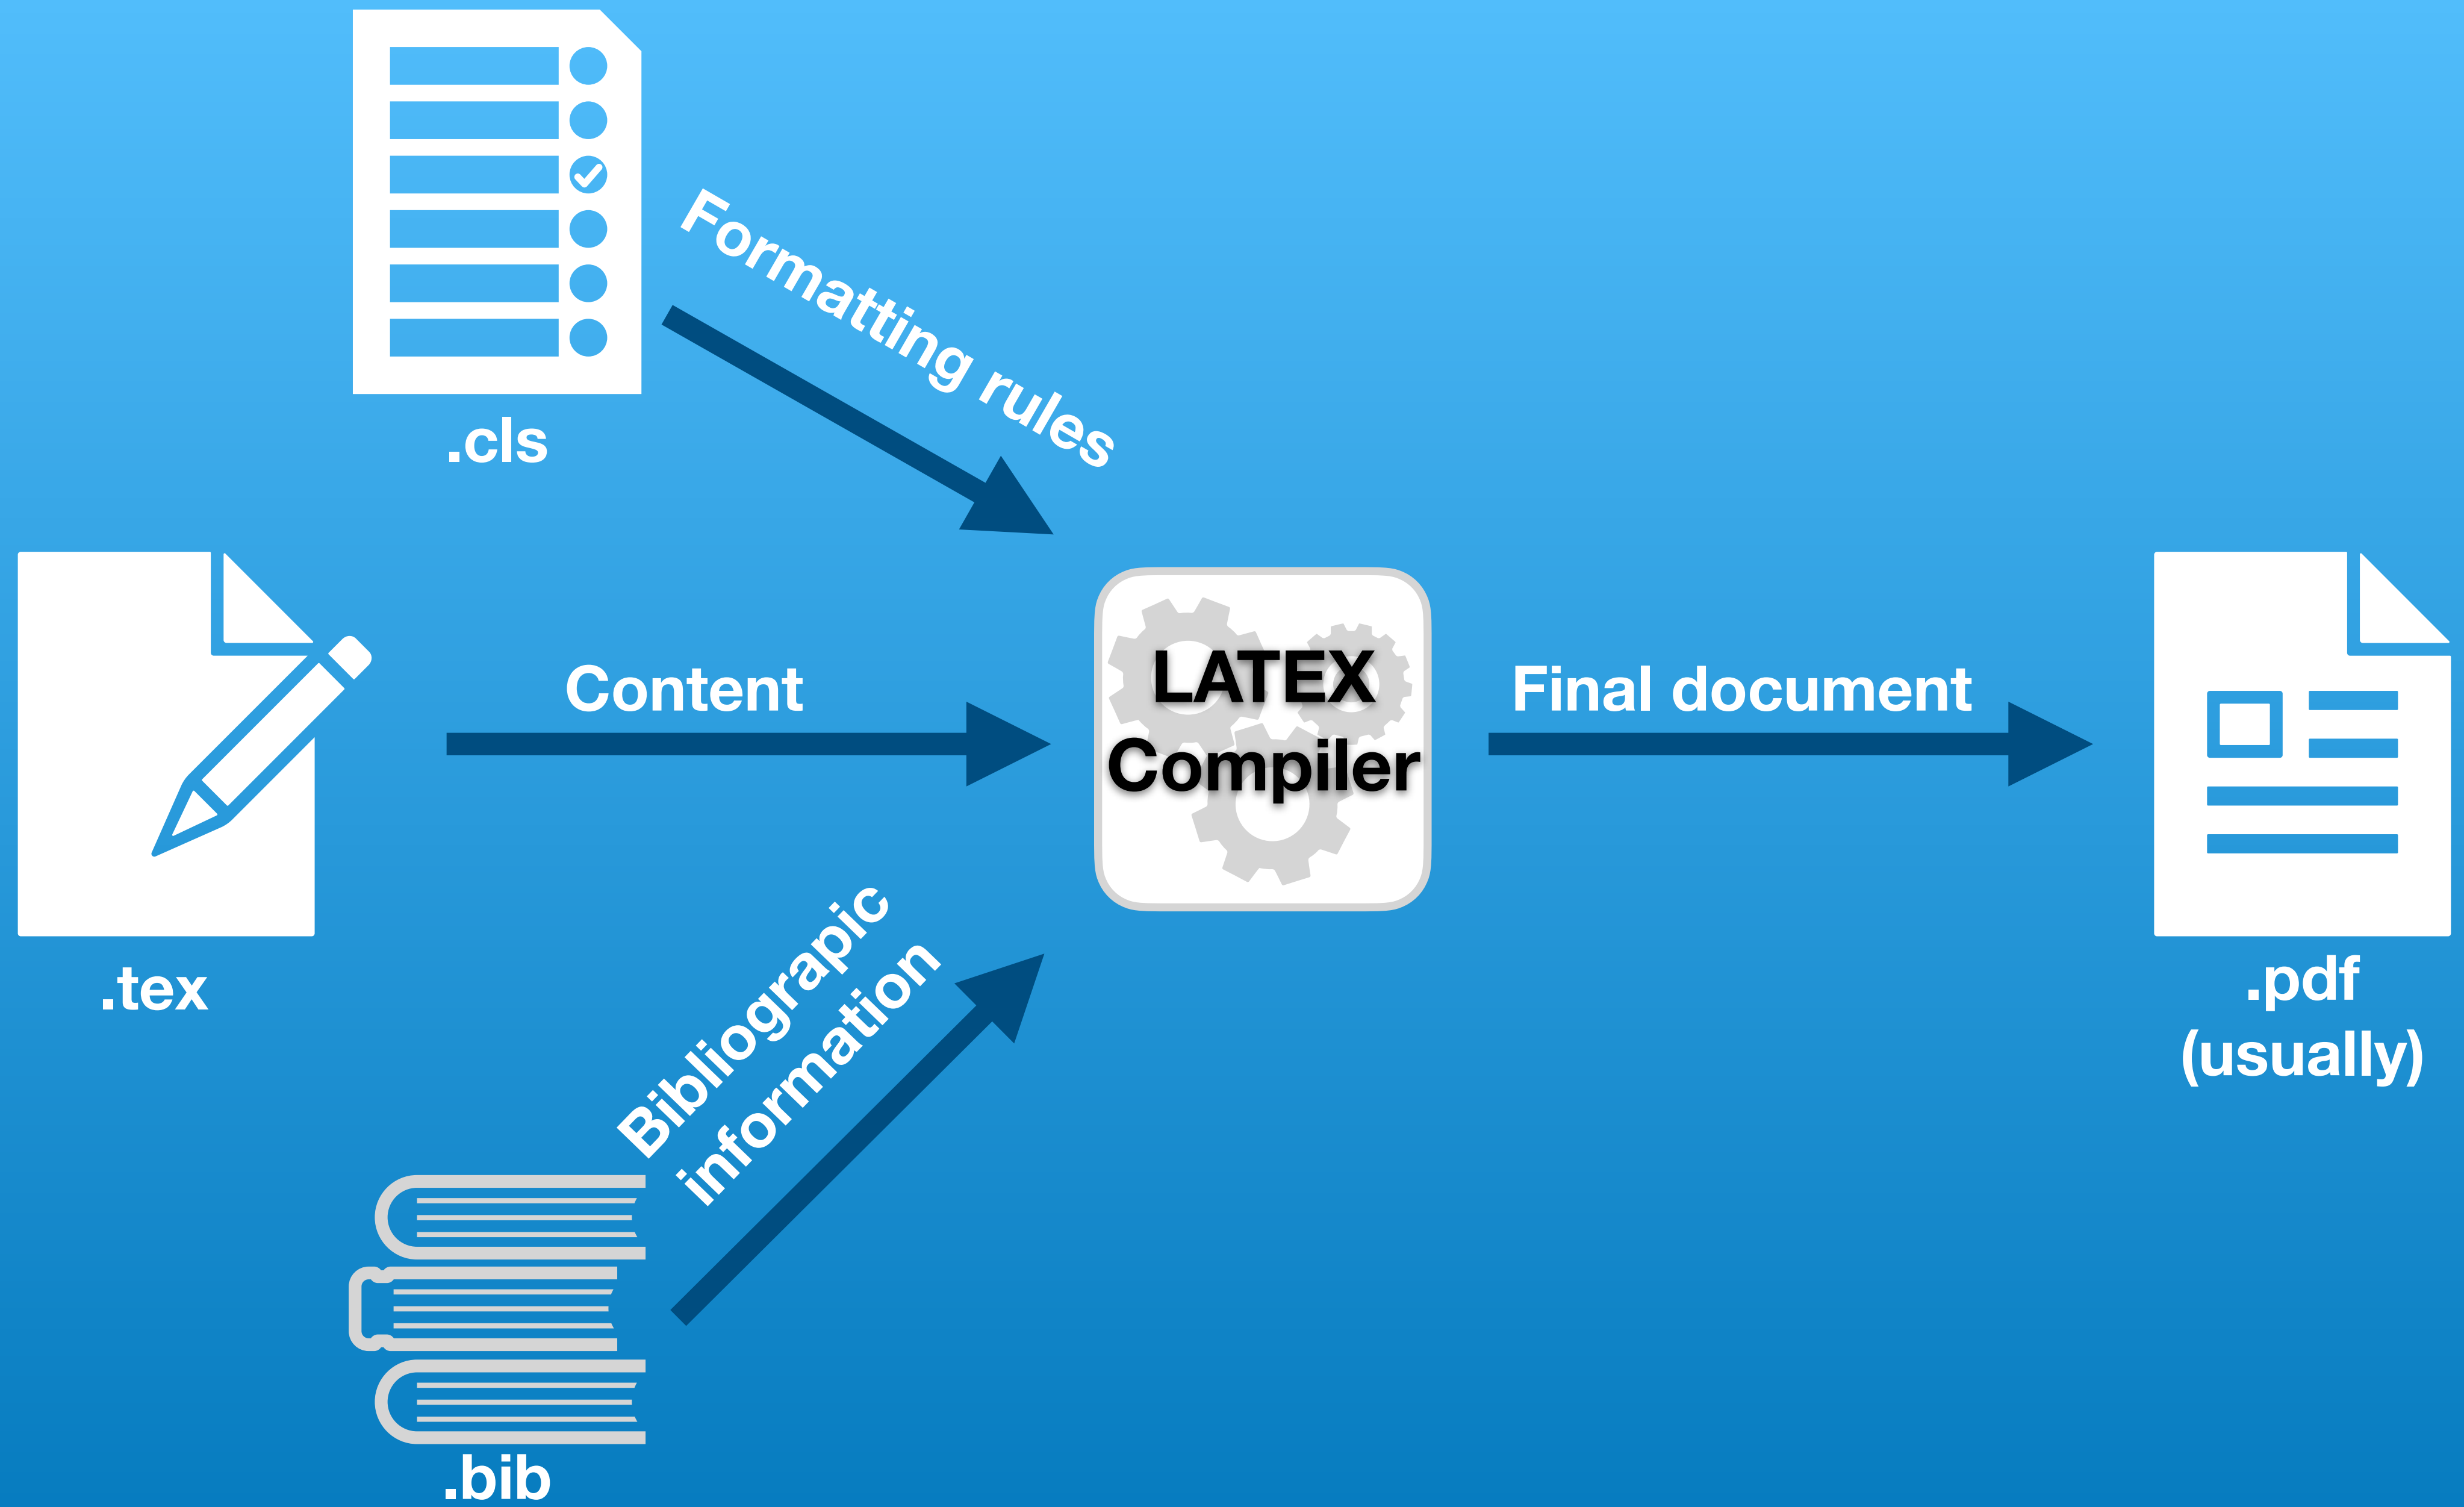 Formatting rules
.cls
Content
LATEX
Compiler
Final document
.tex
Bibliograpic
information
.pdf
(usually)
.bib